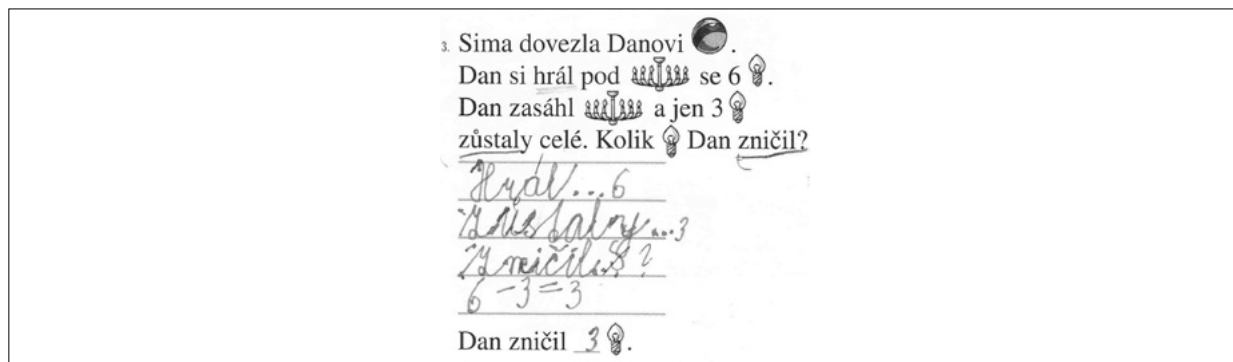 3. Sima dovezla Danovi .
Dan si hrál pod se 6 .
Dan zasáhl a jen 3
zůstaly celé. Kolik Dan zničil?
Hrál...6
Zůstaly...3
Zničil..?
6-3=3
Dan zničil 3 .